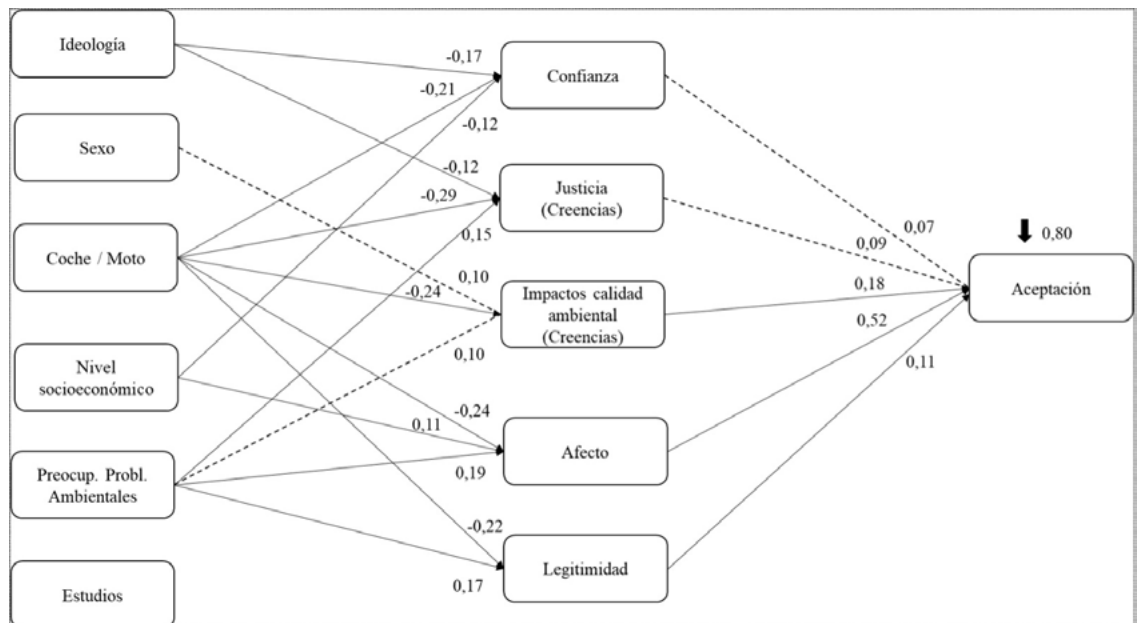 Ideología
-0,17
Confianza
-0,21
-0,12
Sexo
-0,12
Justicia
(Creencias)
-0,29
0,15
0,09
0,07
0,80
Coche / Moto
0,10
-0,24
Impactos calidad
ambiental
(Creencias)
0,18
Aceptación
0,52
0,10
0,11
Nivel
socioeconómico
-0,24
0,11
Afecto
0,19
Preocup. Probl.
Ambientales
-0,22
Legitimidad
0,17
Estudios